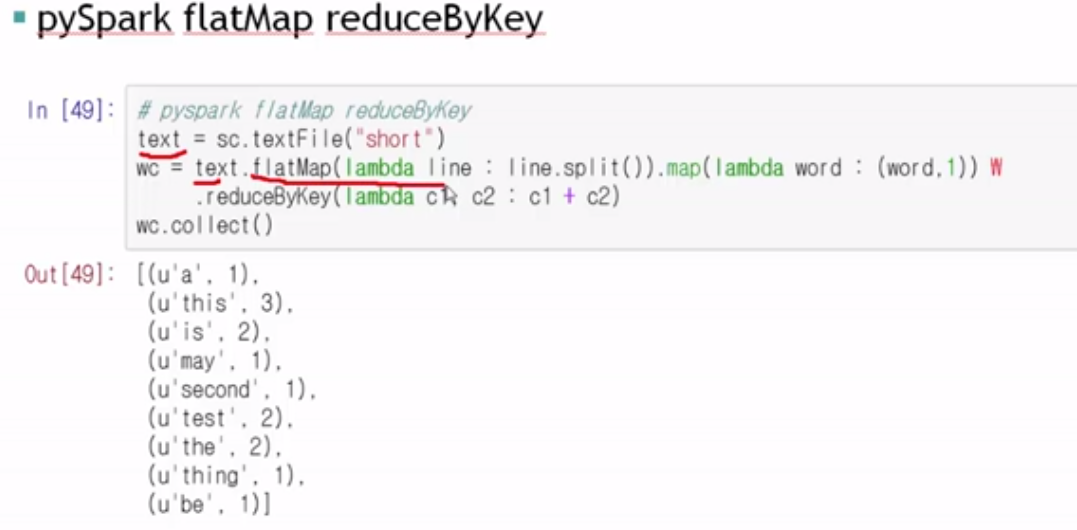 ▪ pySpark flatMap reduceByKey
In [49]: # pyspark flatMap reduceByKey
text = sc.textFile("short")
wc = text.flatMap(lambda line : line.split()).map(lambda word : (word,1)) ₩
.reduceByKey(lambda c1, c2 : c1 + c2)
wc.collect()
Out[49]: [(u'a', 1),
(u'this', 3),
(u'is', 2),
(u'may', 1),
(u'second', 1),
(u'test', 2),
(u'the', 2),
(u'thing', 1),
(u'be', 1)]